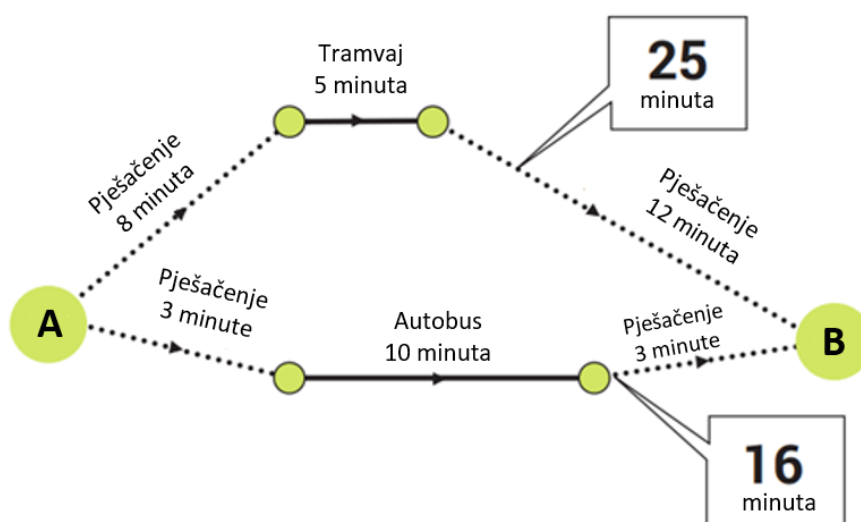 Tramvaj
5 minuta
25
minuta
Pješačenje
8 minuta
Pješačenje
12 minuta
A
Pješačenje
3 minute
Autobus
10 minuta
Pješačenje
3 minute
B
16
minuta